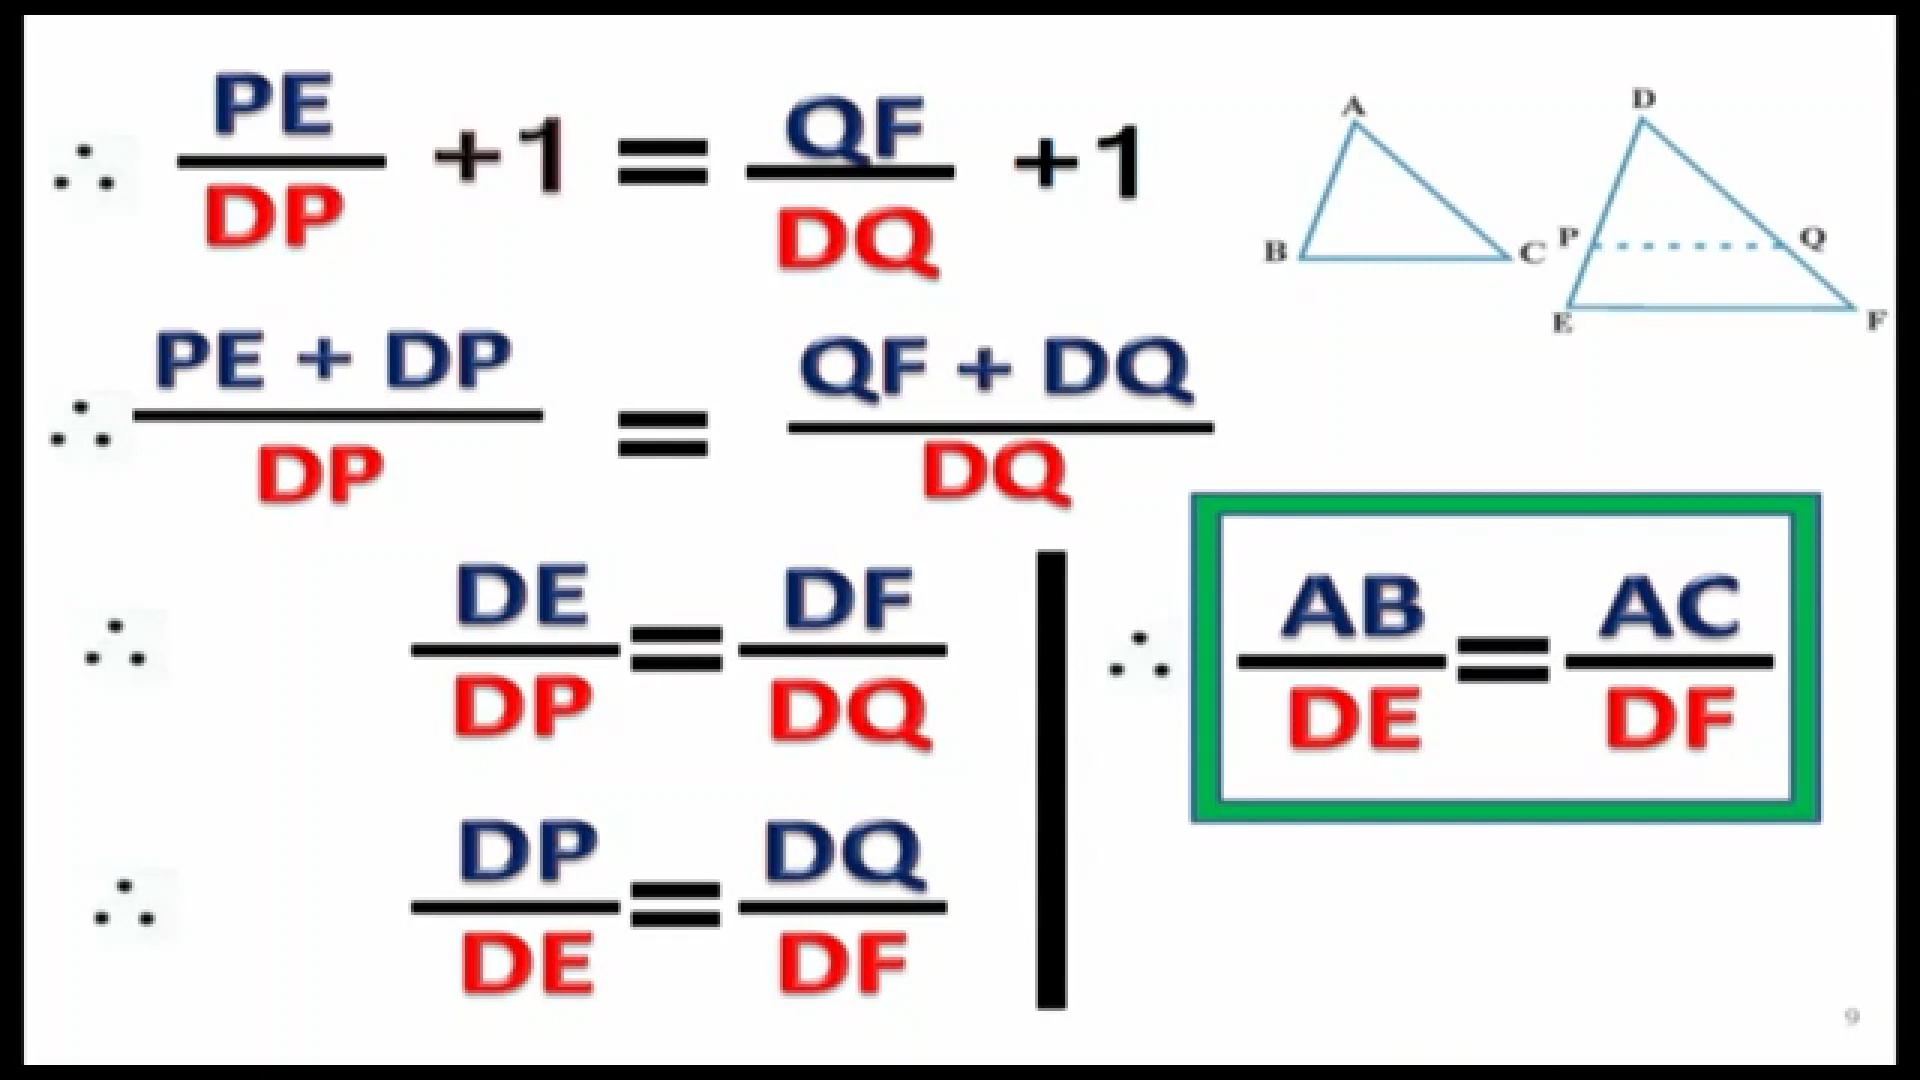 ∴ PE/DP +1 = QF/DQ +1
∴ PE + DP/DP = QF + DQ/DQ
∴ DE/DP = DF/DQ
∴ DP/DE = DQ/DF
∴ AB/DE = AC/DF
A
B
C
D
P
Q
E
F
9